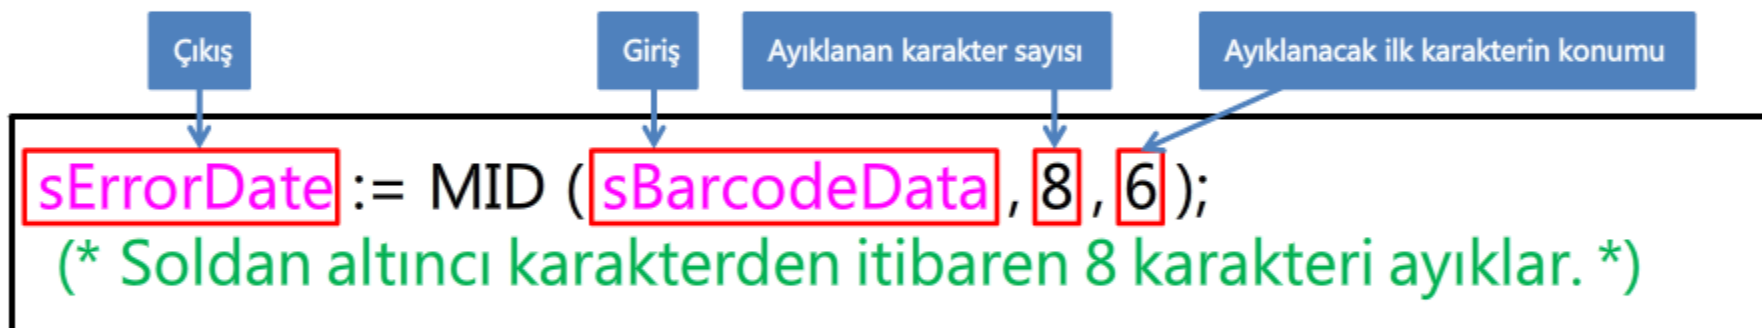 Çıkış
Giriş
Ayıklanan karakter sayısı
Ayıklanacak ilk karakterin konumu
sErrorDate := MID ( sBarcodeData , 8 , 6 );
(* Soldan altıncı karakterden itibaren 8 karakteri ayıklar. *)